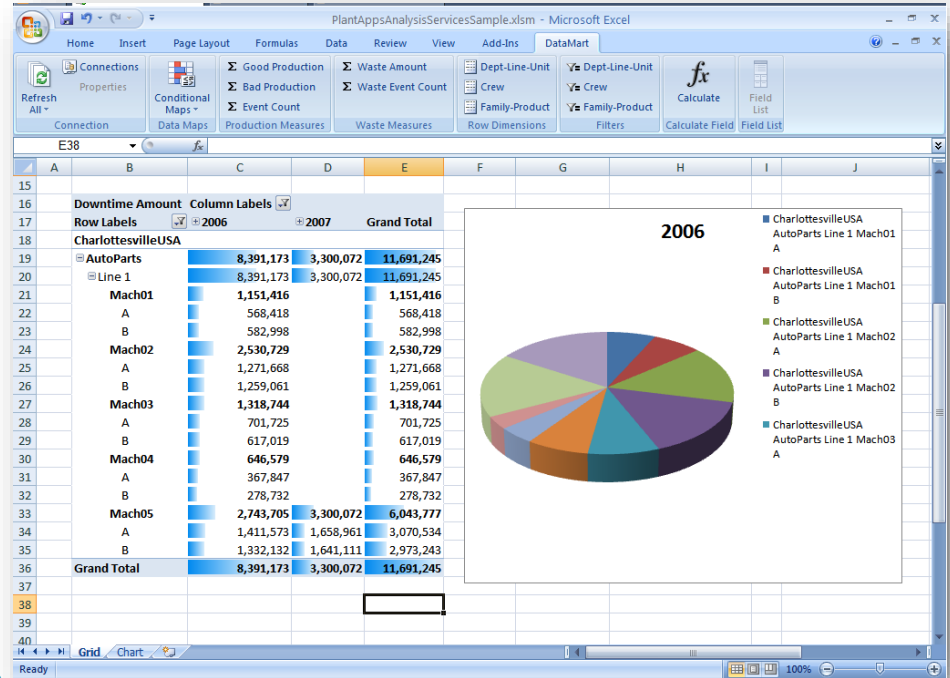 PlantAppsAnalysisServicesSample.xlsm - Microsoft Excel
Home Insert Page Layout Formulas Data Review View Add-Ins DataMart
Connections Σ Good Production Σ Waste Amount Dept-Line-Unit Dept-Line-Unit
Properties Σ Bad Production Σ Waste Event Count Crew Crew
Refresh All Conditional Maps Σ Event Count Family-Product Family-Product Calculate Field List
Connection Data Maps Production Measures Waste Measures Row Dimensions Filters Calculate Field Field List
E38 fx
A B C D E F G H I J
15
16 Downtime Amount Column Labels
17 Row Labels 2006 2007 Grand Total
18 CharlottesvilleUSA
19 AutoParts 8,391,173 3,300,072 11,691,245
20 Line 1 8,391,173 3,300,072 11,691,245
21 Mach01 1,151,416 1,151,416
22 A 568,418 568,418
23 B 582,998 582,998
24 Mach02 2,530,729 2,530,729
25 A 1,271,668 1,271,668
26 B 1,259,061 1,259,061
27 Mach03 1,318,744 1,318,744
28 A 701,725 701,725
29 B 617,019 617,019
30 Mach04 646,579 646,579
31 A 367,847 367,847
32 B 278,732 278,732
33 Mach05 2,743,705 3,300,072 6,043,777
34 A 1,411,573 1,658,961 3,070,534
35 B 1,332,132 1,641,111 2,973,243
36 Grand Total 8,391,173 3,300,072 11,691,245
37
38
39
40
2006
CharlottesvilleUSA
AutoParts Line 1 Mach01
A
CharlottesvilleUSA
AutoParts Line 1 Mach01
B
CharlottesvilleUSA
AutoParts Line 1 Mach02
A
CharlottesvilleUSA
AutoParts Line 1 Mach02
B
CharlottesvilleUSA
AutoParts Line 1 Mach03
A
Grid Chart
Ready 100%